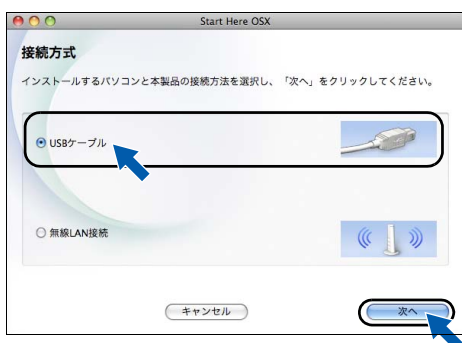 Start Here OSX
接続方式
インストールするパソコンと本製品の接続方法を選択し、「次へ」をクリックしてください。
USBケーブル
無線LAN接続
キャンセル
次へ